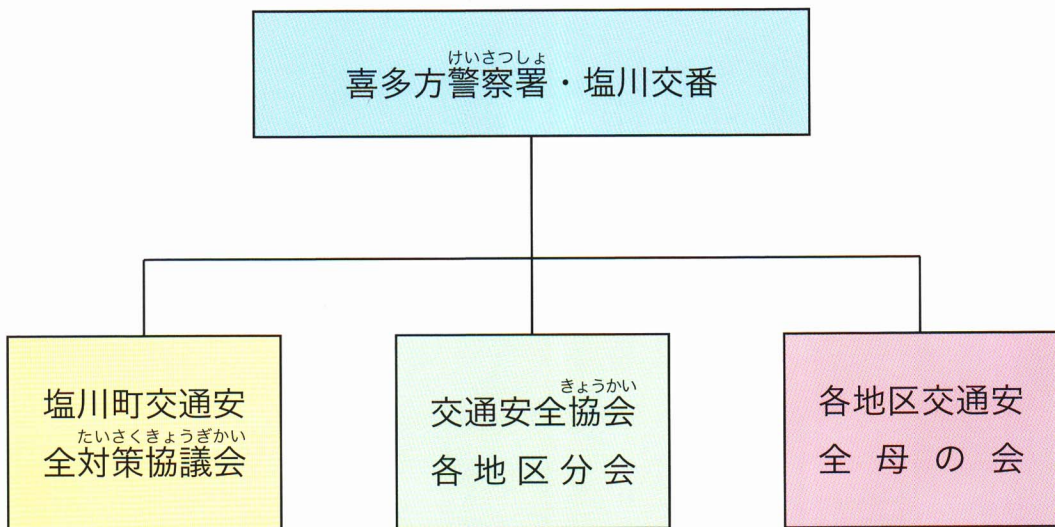 けいさつしょ
喜多方警察署・塩川交番
塩川町交通安
たいさくきょうぎかい
全対策協議会
きょうかい
交通安全協会
各地区分会
各地区交通安
全母の会